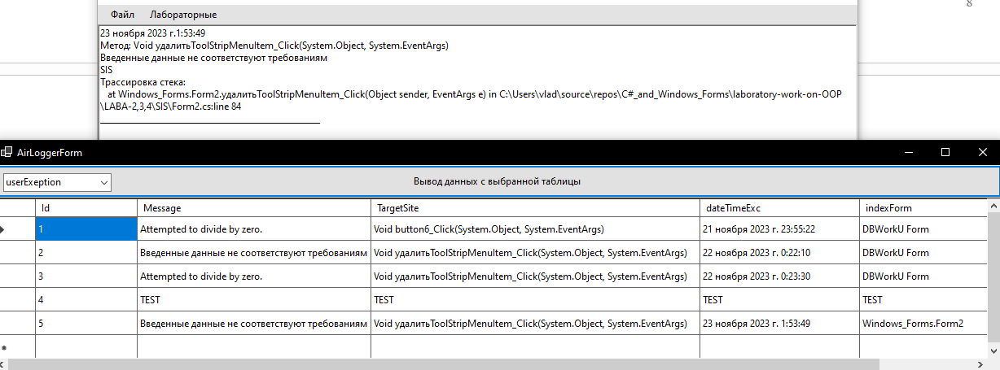 8
Файл Лабораторные
23 ноября 2023 г.1:53:49
Метод: Void удалитьToolStripMenuItem_Click(System.Object, System.EventArgs)
Введенные данные не соответствуют требованиям
SIS
Трассировка стека:
at Windows_Forms.Form2.удалитьToolStripMenuItem_Click(Object sender, EventArgs e) in C:\Users\vlad\source\repos\C#_and_Windows_Forms\laboratory-work-on-OOP
\LABA-2,3,4\SIS\Form2.cs:line 84
AirLoggerForm
userExeption Вывод данных с выбранной таблицы
Id Message TargetSite dateTimeExc indexForm
1 Attempted to divide by zero. Void button6_Click(System.Object, System.EventArgs) 21 ноября 2023 г. 23:55:22 DBWorkU Form
2 Введенные данные не соответствуют требованиям Void удалитьToolStripMenuItem_Click(System.Object, System.EventArgs) 22 ноября 2023 г. 0:22:10 DBWorkU Form
3 Attempted to divide by zero. Void удалитьToolStripMenuItem_Click(System.Object, System.EventArgs) 22 ноября 2023 г. 0:23:30 DBWorkU Form
4 TEST TEST TEST TEST
5 Введенные данные не соответствуют требованиям Void удалитьToolStripMenuItem_Click(System.Object, System.EventArgs) 23 ноября 2023 г. 1:53:49 Windows_Forms.Form2